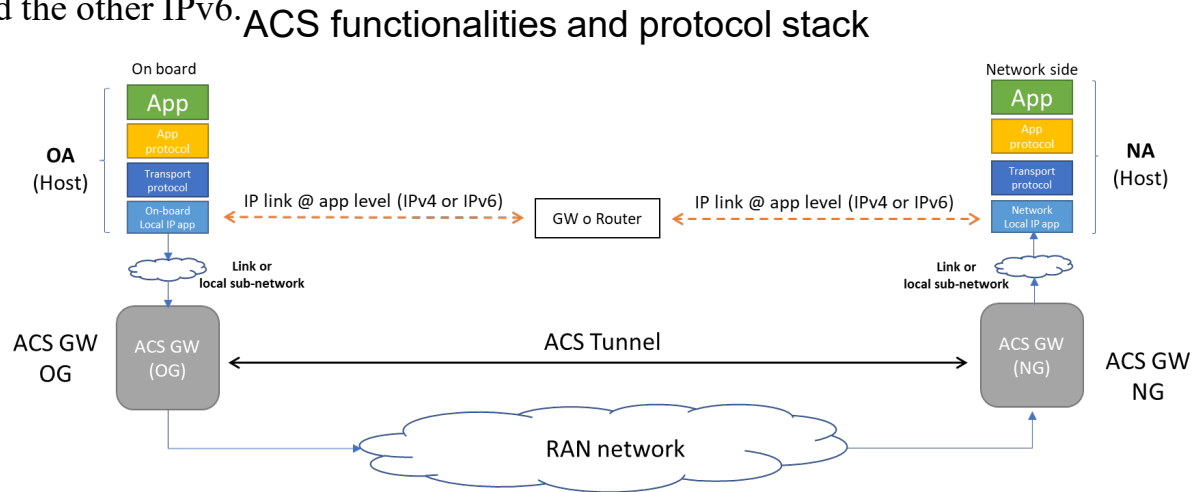 d the other IPv6.
ACS functionalities and protocol stack
On board
Network side
App
App
protocol
Transport
protocol
On-board
Local IP app
OA
(Host)
App
App
protocol
Transport
protocol
Network
Local IP app
NA
(Host)
IP link @ app level (IPv4 or IPv6)
GW o Router
IP link @ app level (IPv4 or IPv6)
Link or
local sub-network
Link or
local sub-network
ACS GW
OG
ACS GW
(OG)
ACS Tunnel
ACS GW
(NG)
ACS GW
NG
RAN network